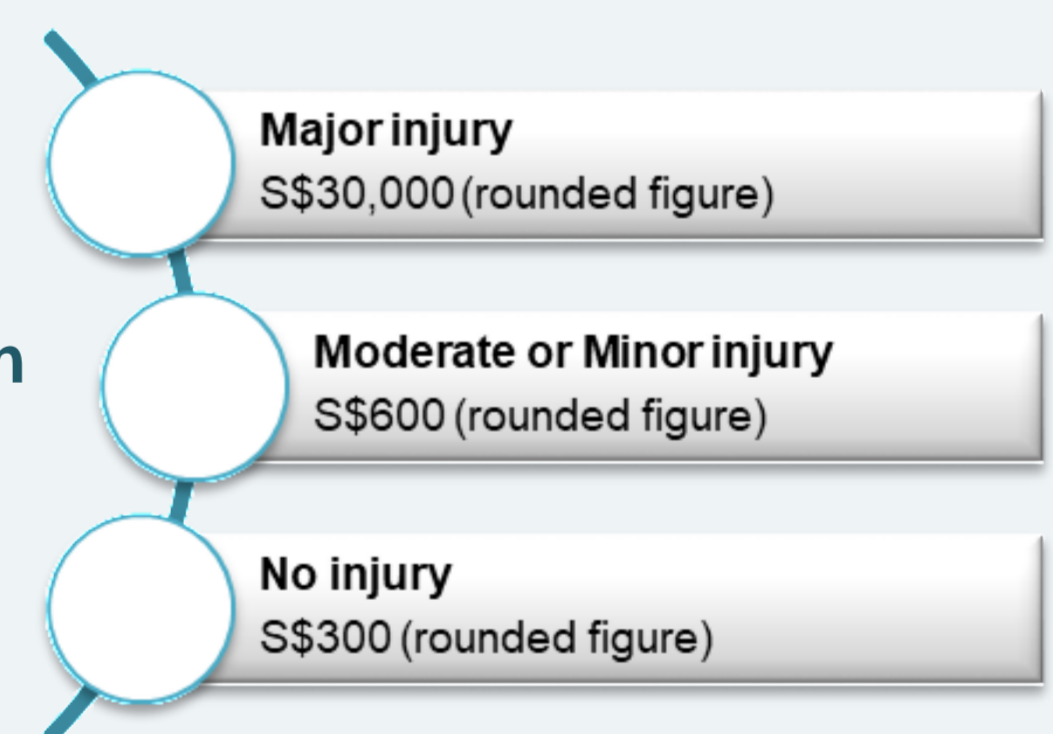 Major injury
S$30,000 (rounded figure)
n
Moderate or Minor injury
S$600 (rounded figure)
No injury
S$300 (rounded figure)